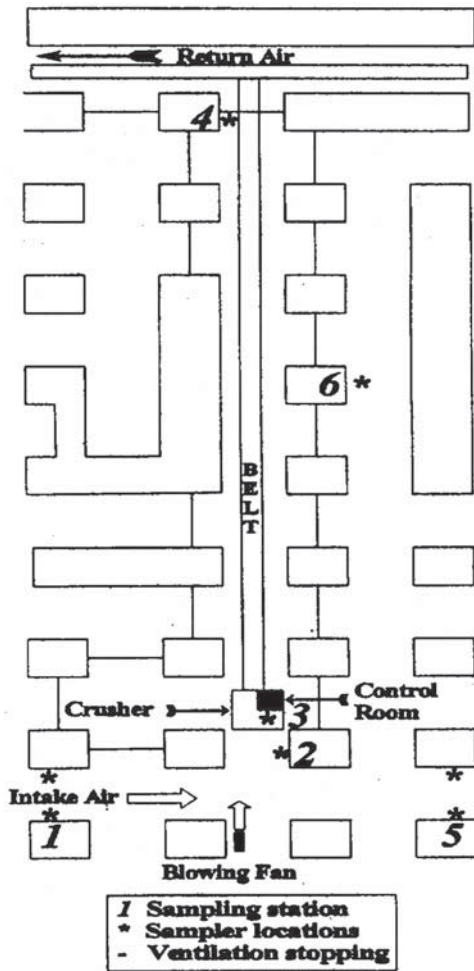 Return Air
4 *
6 *
BELT
Crusher
Control
Room
* 3
* 2
*
*
Intake Air
*
*
1
5
Blowing Fan
1 Sampling station
* Sampler locations
- Ventilation stopping